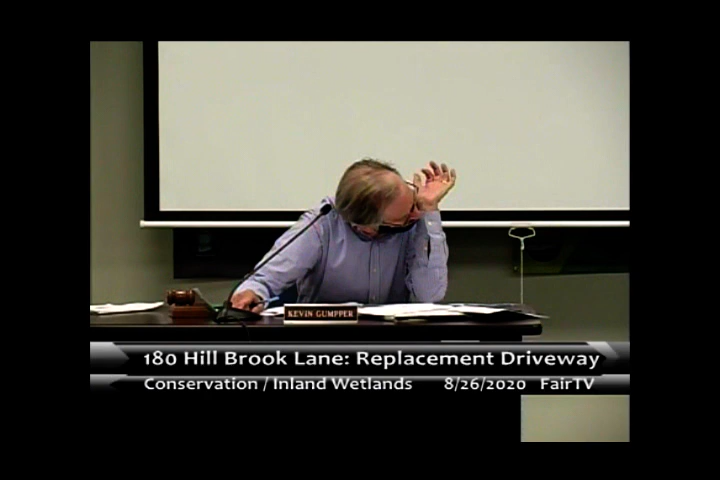 KEVIN GUMPPER
180 Hill Brook Lane: Replacement Driveway
Conservation / Inland Wetlands 8/26/2020 FairTV